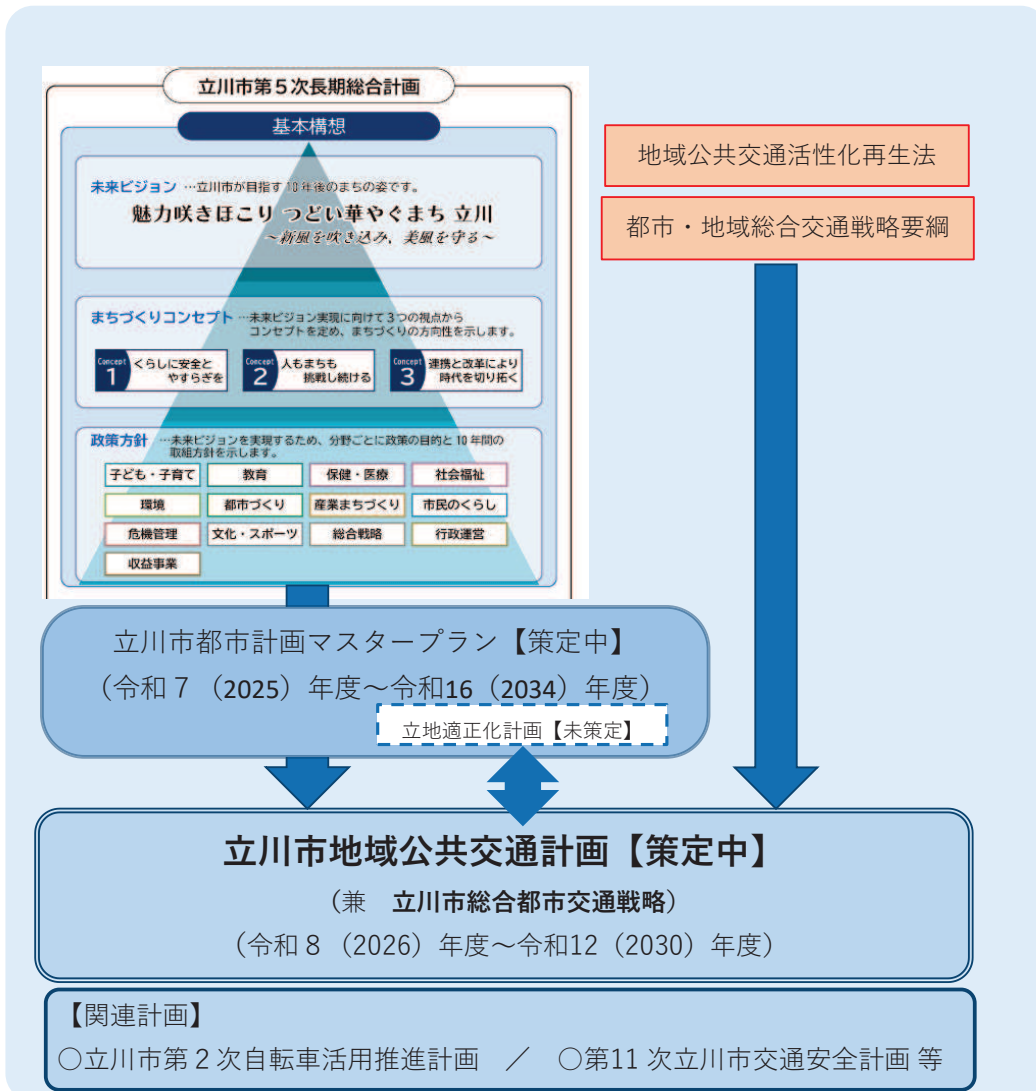 立川市第5次長期総合計画
基本構想
未来ビジョン …立川市が目指す10年後のまちの姿です。
魅力咲きほこり つどい華やぐまち 立川
~新風を吹き込み、美風を守る~
まちづくりコンセプト …未来ビジョン実現に向けて3つの視点から
コンセプトを定め、まちづくりの方向性を示します。
Concept 1 くらしに安全と
やすらぎを
Concept 2 人もまちも
挑戦し続ける
Concept 3 連携と改革により
時代を切り拓く
政策方針 …未来ビジョンを実現するため、分野ごとに政策の目的と10年間の
取組方針を示します。
子ども・子育て 教育 保健・医療 社会福祉
環境 都市づくり 産業まちづくり 市民のくらし
危機管理 文化・スポーツ 総合戦略 行政運営
収益事業
地域公共交通活性化再生法
都市・地域総合交通戦略要綱
立川市都市計画マスタープラン【策定中】
(令和7(2025)年度~令和16(2034)年度)
立地適正化計画【未策定】
立川市地域公共交通計画【策定中】
(兼 立川市総合都市交通戦略)
(令和8(2026)年度~令和12(2030)年度)
【関連計画】
○立川市第2次自転車活用推進計画 / ○第11次立川市交通安全計画 等